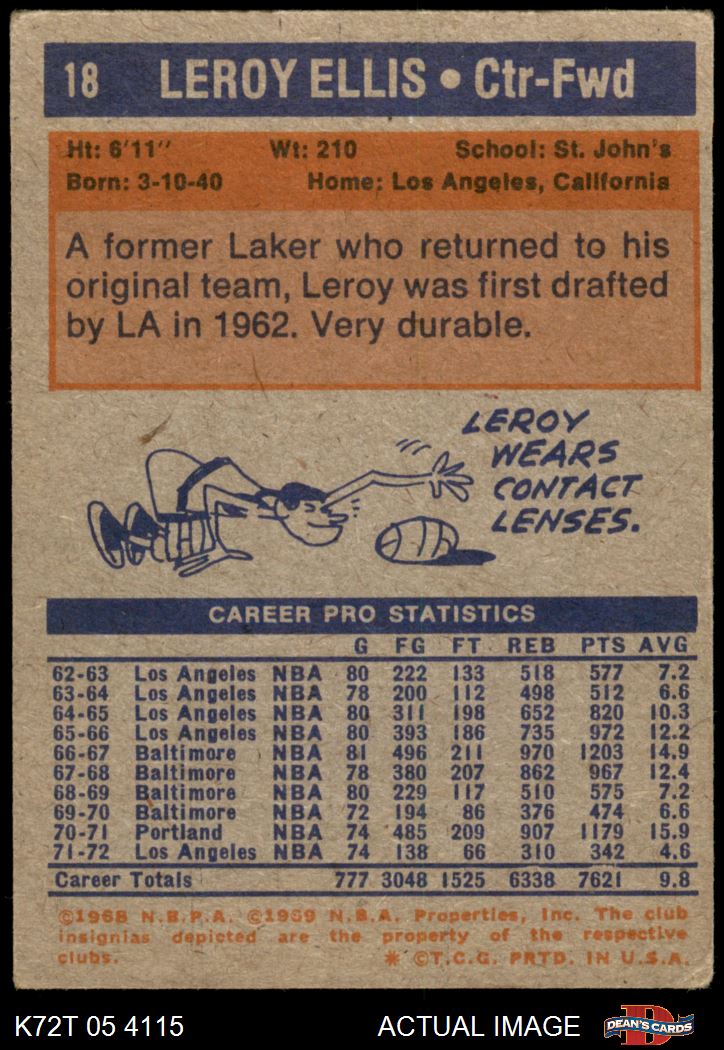 18 LEROY ELLIS • Ctr-Fwd
Ht: 6'11" Wt: 210 School: St. John's
Born: 3-10-40 Home: Los Angeles, California
A former Laker who returned to his
original team, Leroy was first drafted
by LA in 1962. Very durable.
LEROY
WEARS
CONTACT
LENSES.
CAREER PRO STATISTICS
G FG FT REB PTS AVG
62-63 Los Angeles NBA 80 222 133 518 577 7.2
63-64 Los Angeles NBA 78 200 112 498 512 6.6
64-65 Los Angeles NBA 80 311 198 652 820 10.3
65-66 Los Angeles NBA 80 393 186 735 972 12.2
66-67 Baltimore NBA 81 496 211 970 1203 14.9
67-68 Baltimore NBA 78 380 207 862 967 12.4
68-69 Baltimore NBA 80 229 117 510 575 7.2
69-70 Baltimore NBA 72 194 86 376 474 6.6
70-71 Portland NBA 74 485 209 907 1179 15.9
71-72 Los Angeles NBA 74 138 66 310 342 4.6
Career Totals 777 3048 1525 6338 7621 9.8
©1968 N.B.P.A. ©1969 N.B.A. Properties, Inc. The club
insignias depicted are the property of the respective
clubs. * ©T.C.G. PRTD. IN U.S.A.
K72T 05 4115 ACTUAL IMAGE D DEAN'S CARDS